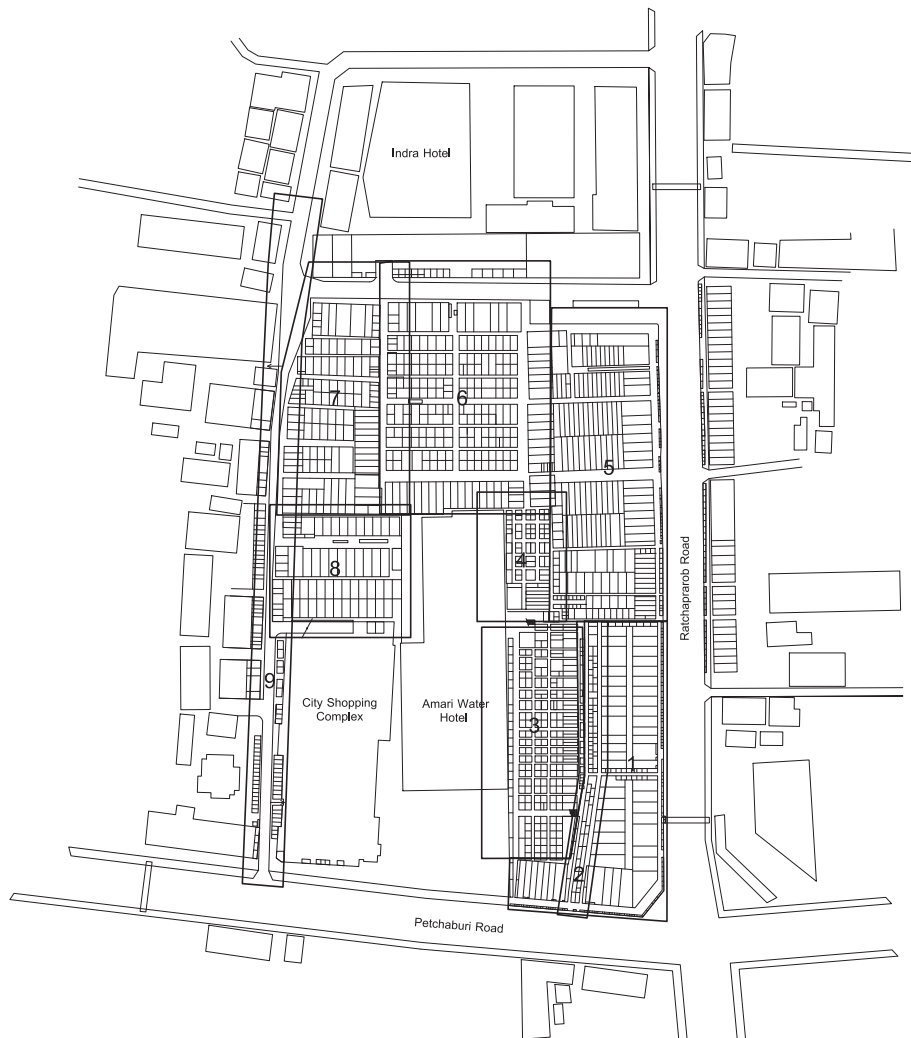 Indra Hotel
7
6
5
Ratchaprarob Road
4
8
9
City Shopping
Complex
Amari Water
Hotel
3
1
2
Petchaburi Road